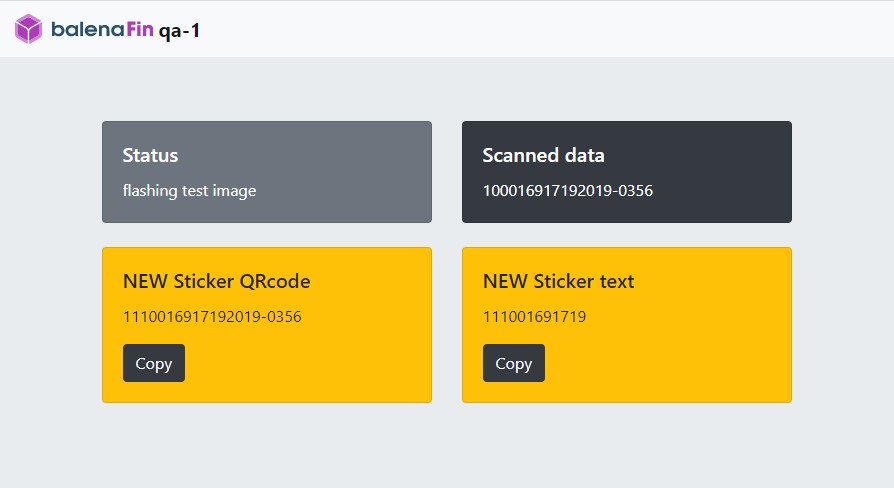 balenaFin qa-1
Status
flashing test image
Scanned data
100016917192019-0356
NEW Sticker QRcode
1110016917192019-0356
Copy
NEW Sticker text
111001691719
Copy